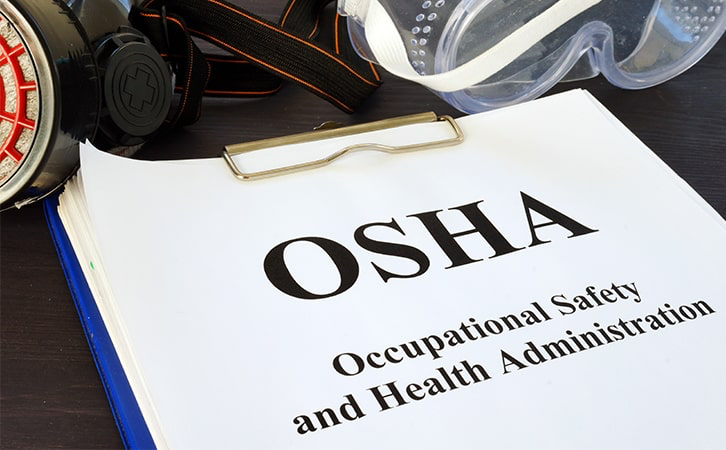 OSHA
Occupational Safety
and Health Administration